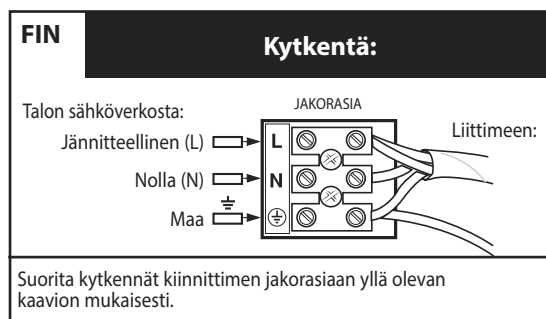 FIN
Kytkentä:
Talon sähköverkosta:
JAKORASIA
Liittimeen:
Jännitteellinen (L)
L
Nolla (N)
N
Maa
Suorita kytkennät kiinnittimen jakorasiaan yllä olevan
kaavion mukaisesti.